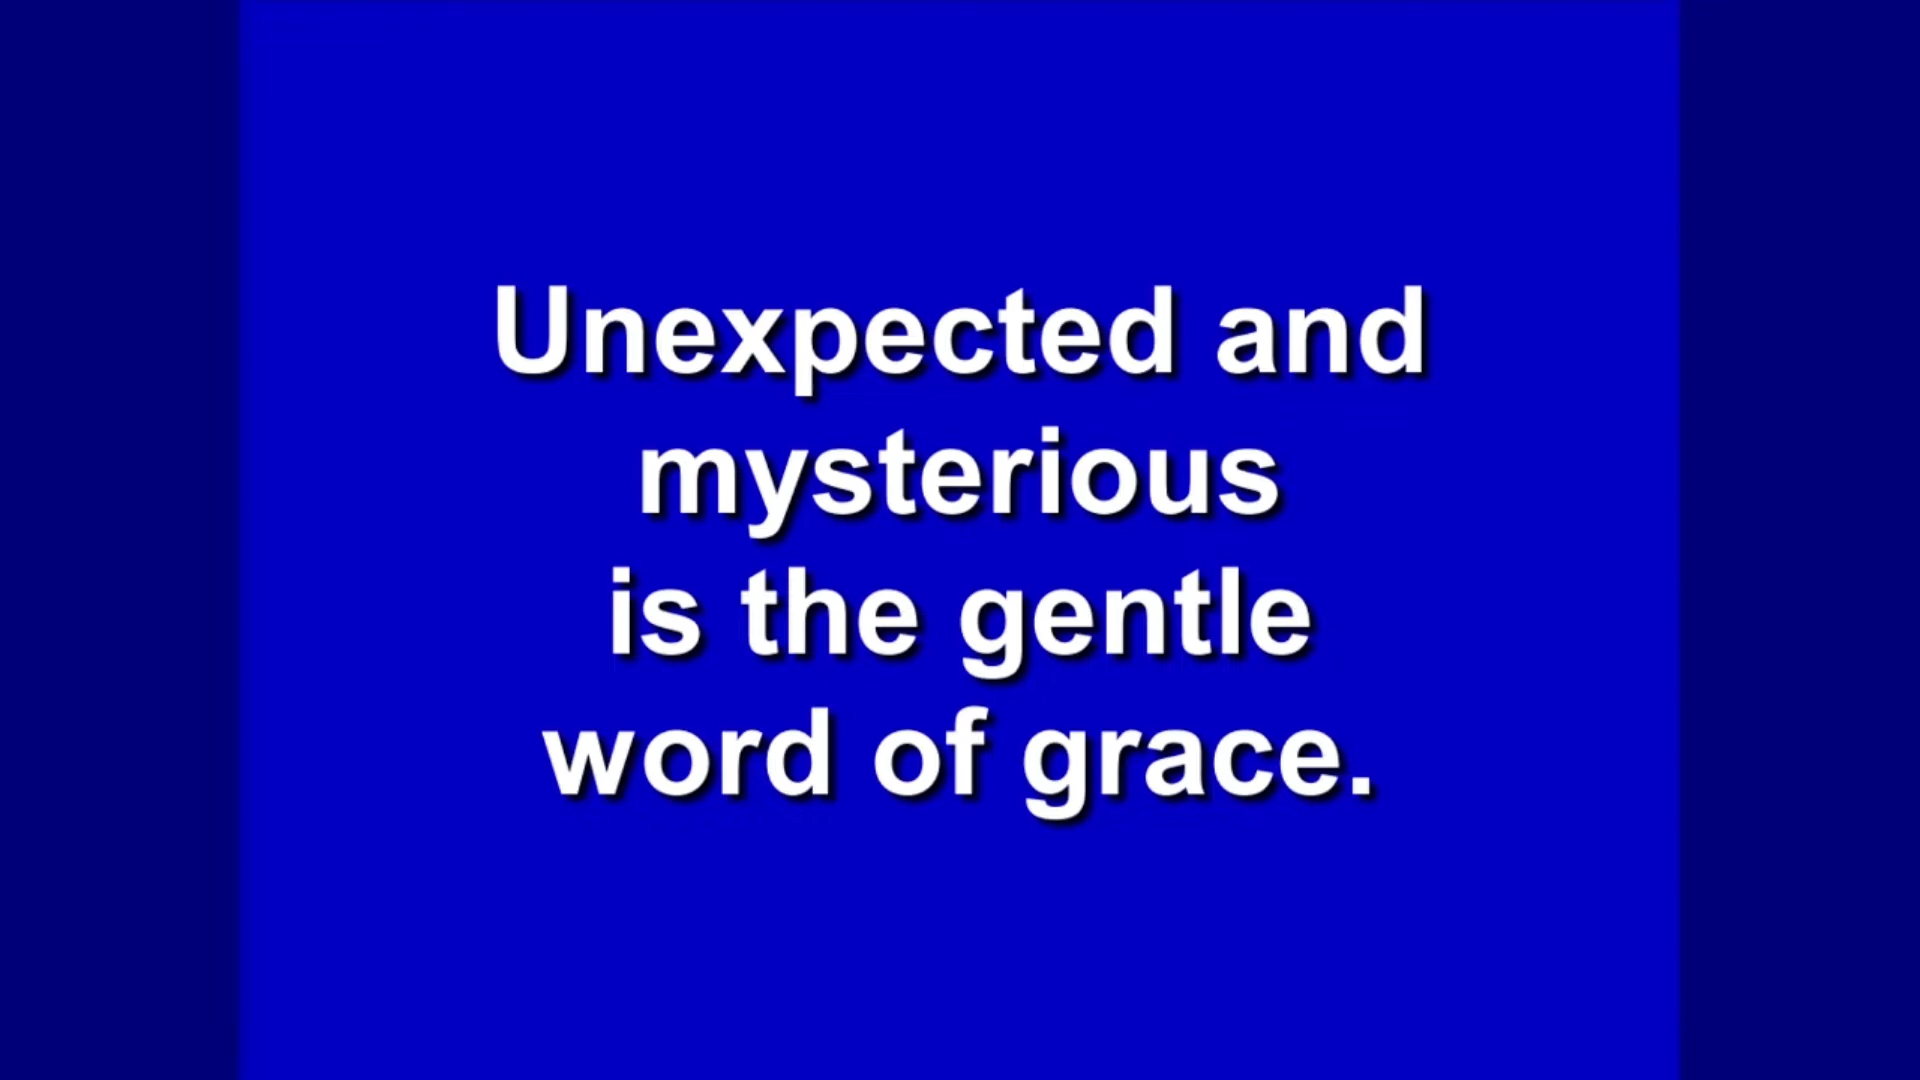 Unexpected and
mysterious
is the gentle
word of grace.